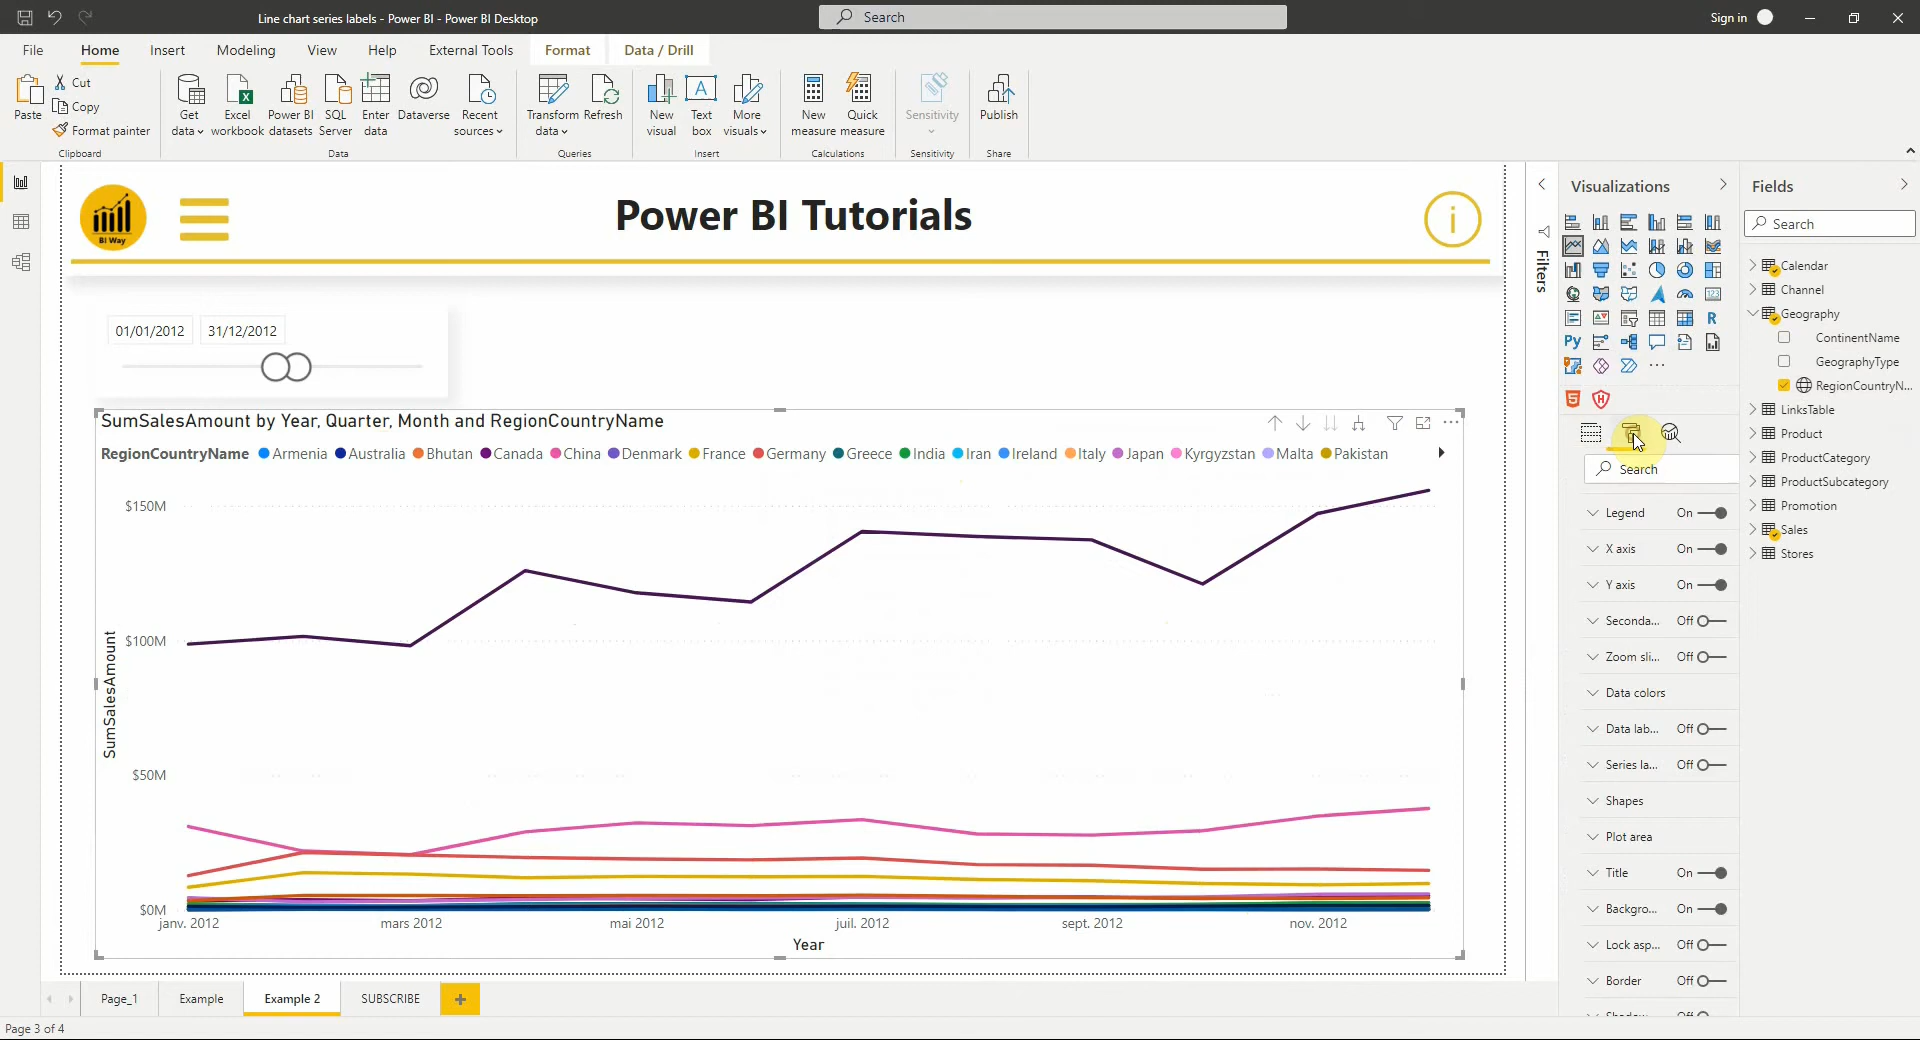 Line chart series labels - Power BI - Power BI Desktop
Search
Sign in
File
Home
Insert
Modeling
View
Help
External Tools
Format
Data / Drill
Paste
Cut
Copy
Format painter
Clipboard
Get data
Excel workbook
Power BI datasets
SQL Server
Enter data
Dataverse
Recent sources
Data
Transform data
Refresh
Queries
New visual
Text box
More visuals
Insert
New measure
Quick measure
Calculations
Sensitivity
Sensitivity
Publish
Share
BI Way
Power BI Tutorials
01/01/2012
31/12/2012
SumSalesAmount by Year, Quarter, Month and RegionCountryName
RegionCountryName Armenia Australia Bhutan Canada China Denmark France Germany Greece India Iran Ireland Italy Japan Kyrgyzstan Malta Pakistan
$150M
$100M
$50M
$0M
SumSalesAmount
janv. 2012
mars 2012
mai 2012
juil. 2012
sept. 2012
nov. 2012
Year
Filters
Visualizations
R
Py
Search
Legend On
X axis On
Y axis On
Seconda... Off
Zoom sli... Off
Data colors
Data lab... Off
Series la... Off
Shapes
Plot area
Title On
Backgro... On
Lock asp... Off
Border Off
Fields
Search
Calendar
Channel
Geography
ContinentName
GeographyType
RegionCountryN...
LinksTable
Product
ProductCategory
ProductSubcategory
Promotion
Sales
Stores
Page_1
Example
Example 2
SUBSCRIBE
Page 3 of 4